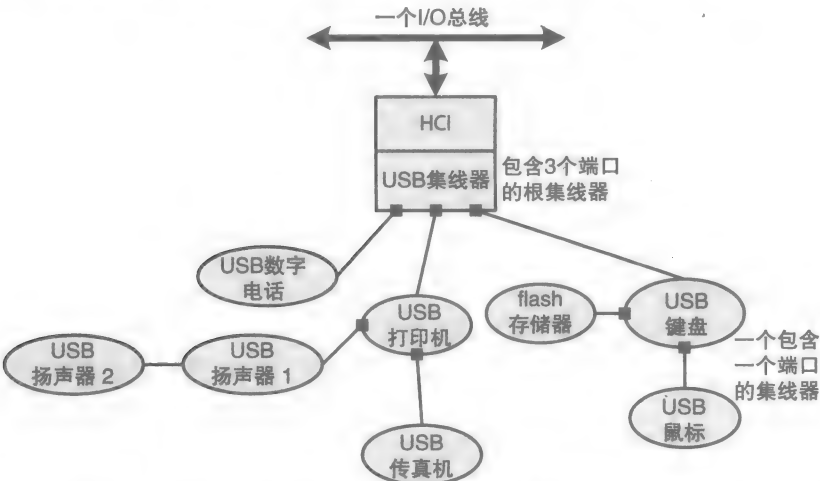 一个I/O总线
HCI
USB集线器
包含3个端口
的根集线器
USB数字
电话
USB
打印机
flash
存储器
USB
键盘
USB
扬声器 2
USB
扬声器 1
一个包含
一个端口
的集线器
USB
鼠标
USB
传真机